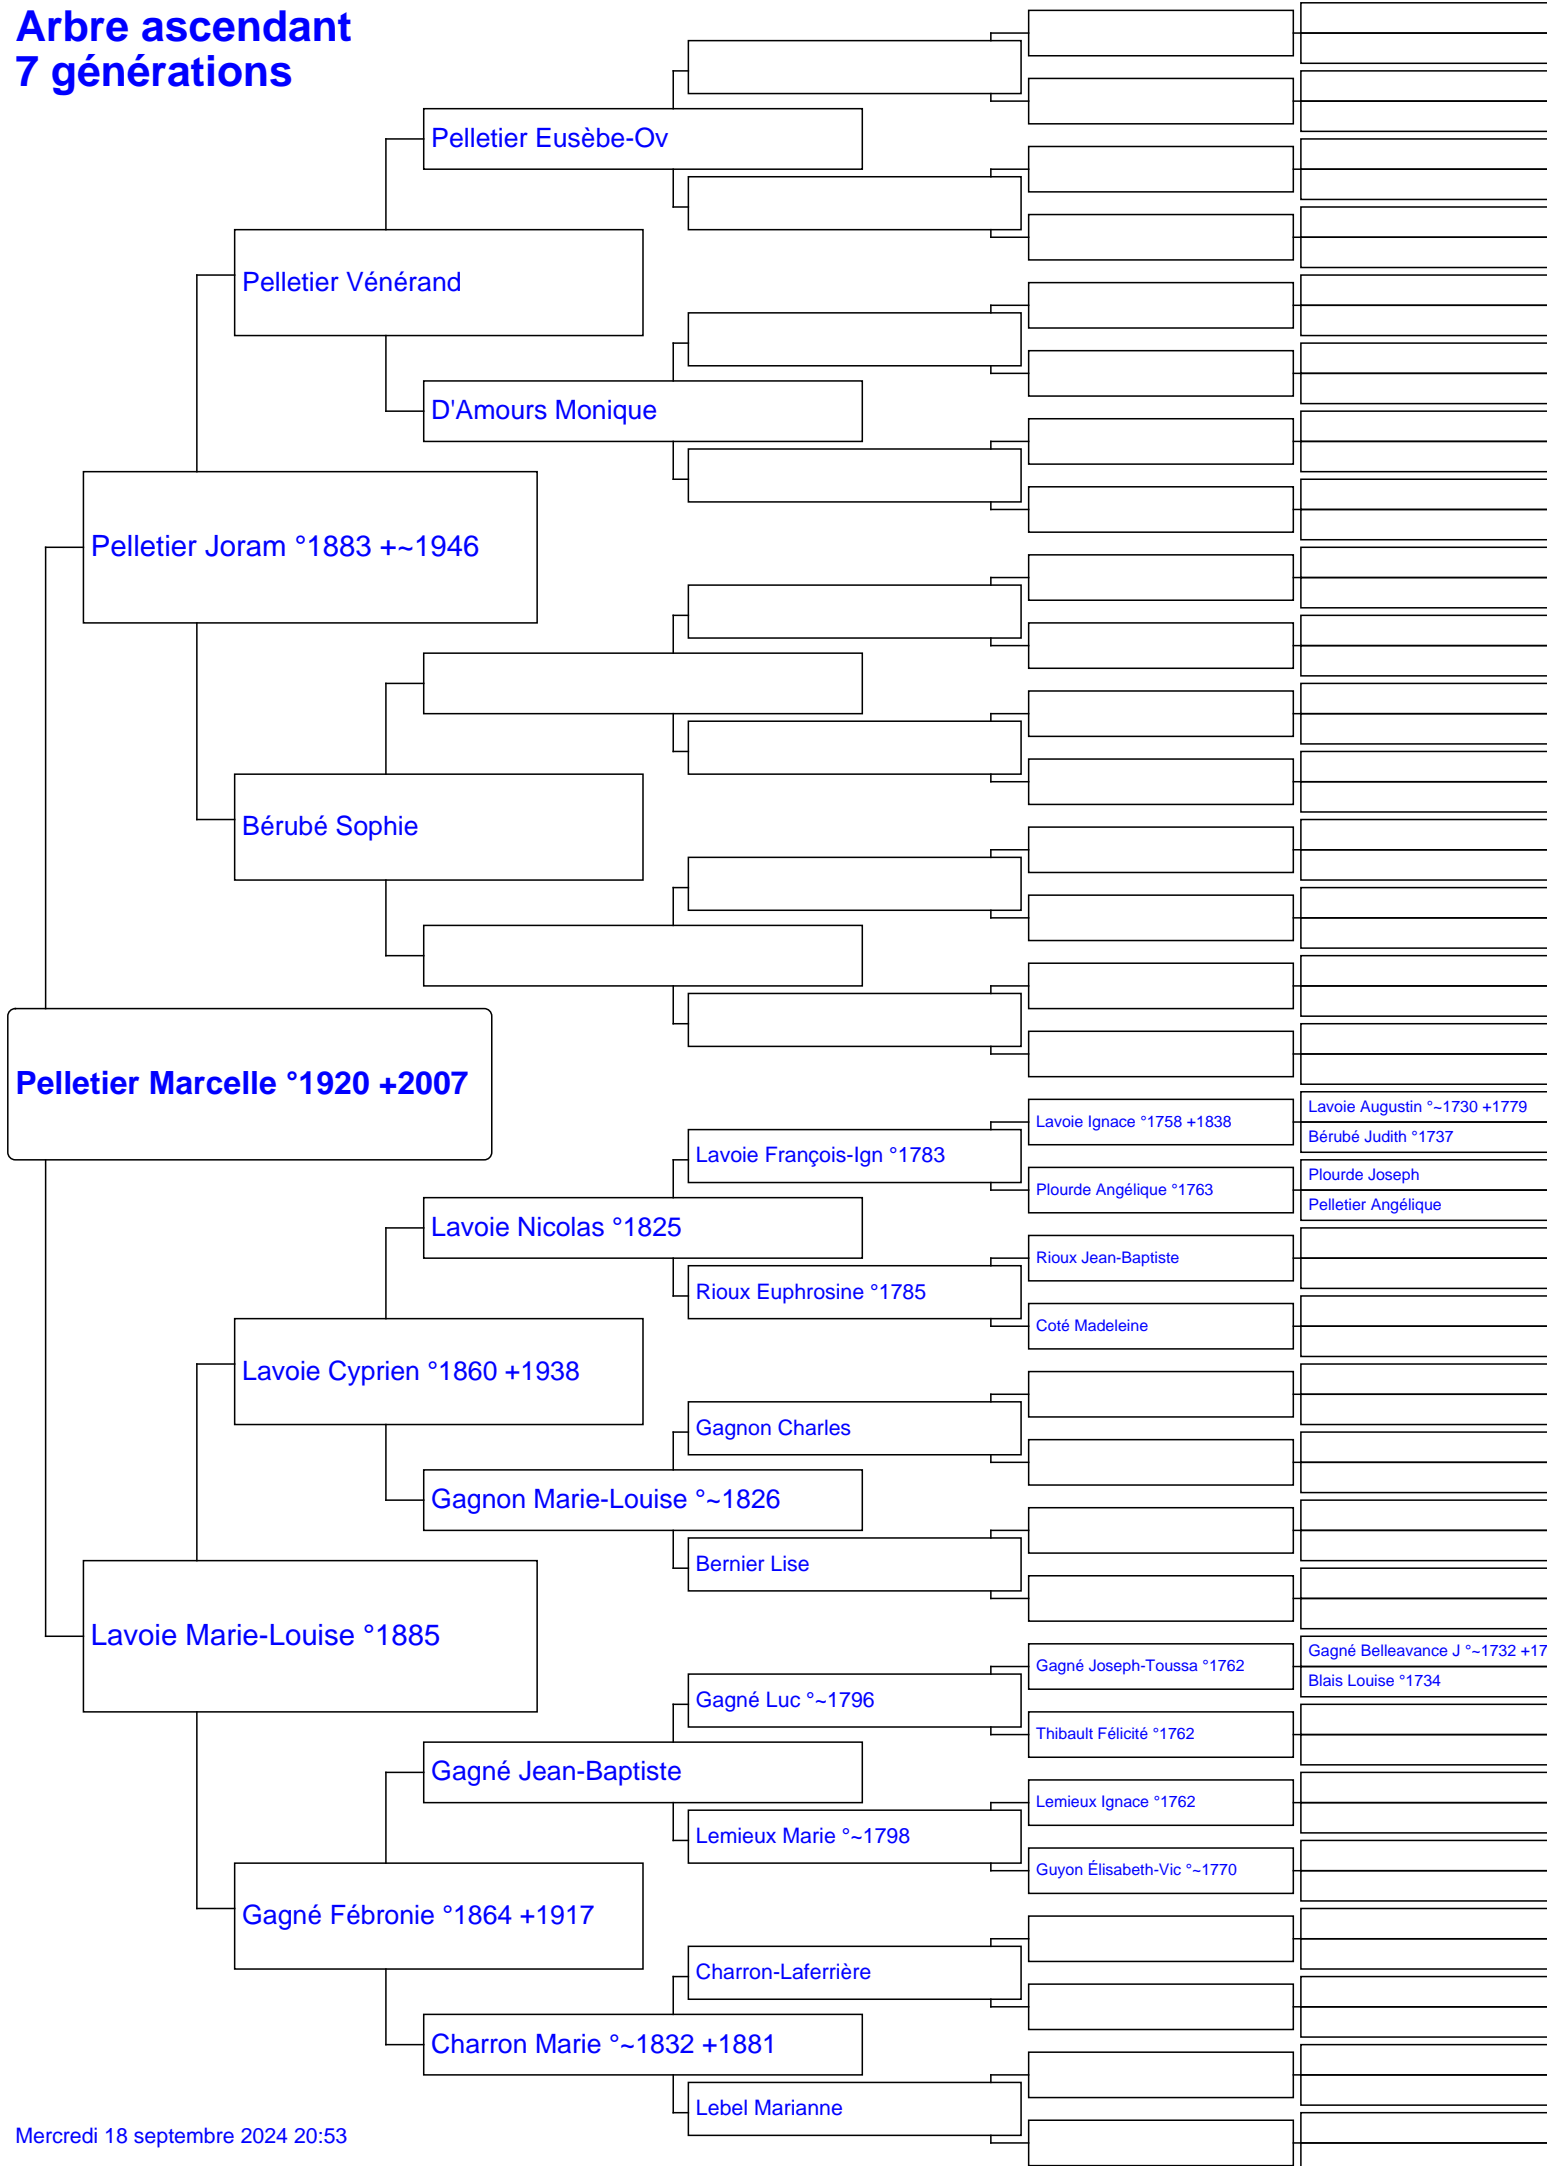 Arbre ascendant
7 générations
Pelletier Eusèbe-Ov
Pelletier Vénérand
D'Amours Monique
Pelletier Joram °1883 +~1946
Bérubé Sophie
Pelletier Marcelle °1920 +2007
Lavoie Augustin °~1730 +1779
Lavoie Ignace °1758 +1838
Bérubé Judith °1737
Lavoie François-Ign °1783
Plourde Joseph
Plourde Angélique °1763
Pelletier Angélique
Lavoie Nicolas °1825
Rioux Jean-Baptiste
Rioux Euphrosine °1785
Coté Madeleine
Lavoie Cyprien °1860 +1938
Gagnon Charles
Gagnon Marie-Louise °~1826
Bernier Lise
Lavoie Marie-Louise °1885
Gagné Belleavance J °~1732 +17
Gagné Joseph-Toussa °1762
Blais Louise °1734
Gagné Luc °~1796
Thibault Félicité °1762
Gagné Jean-Baptiste
Lemieux Ignace °1762
Lemieux Marie °~1798
Guyon Élisabeth-Vic °~1770
Gagné Fébronie °1864 +1917
Charron-Laferrière
Charron Marie °~1832 +1881
Lebel Marianne
Mercredi 18 septembre 2024 20:53